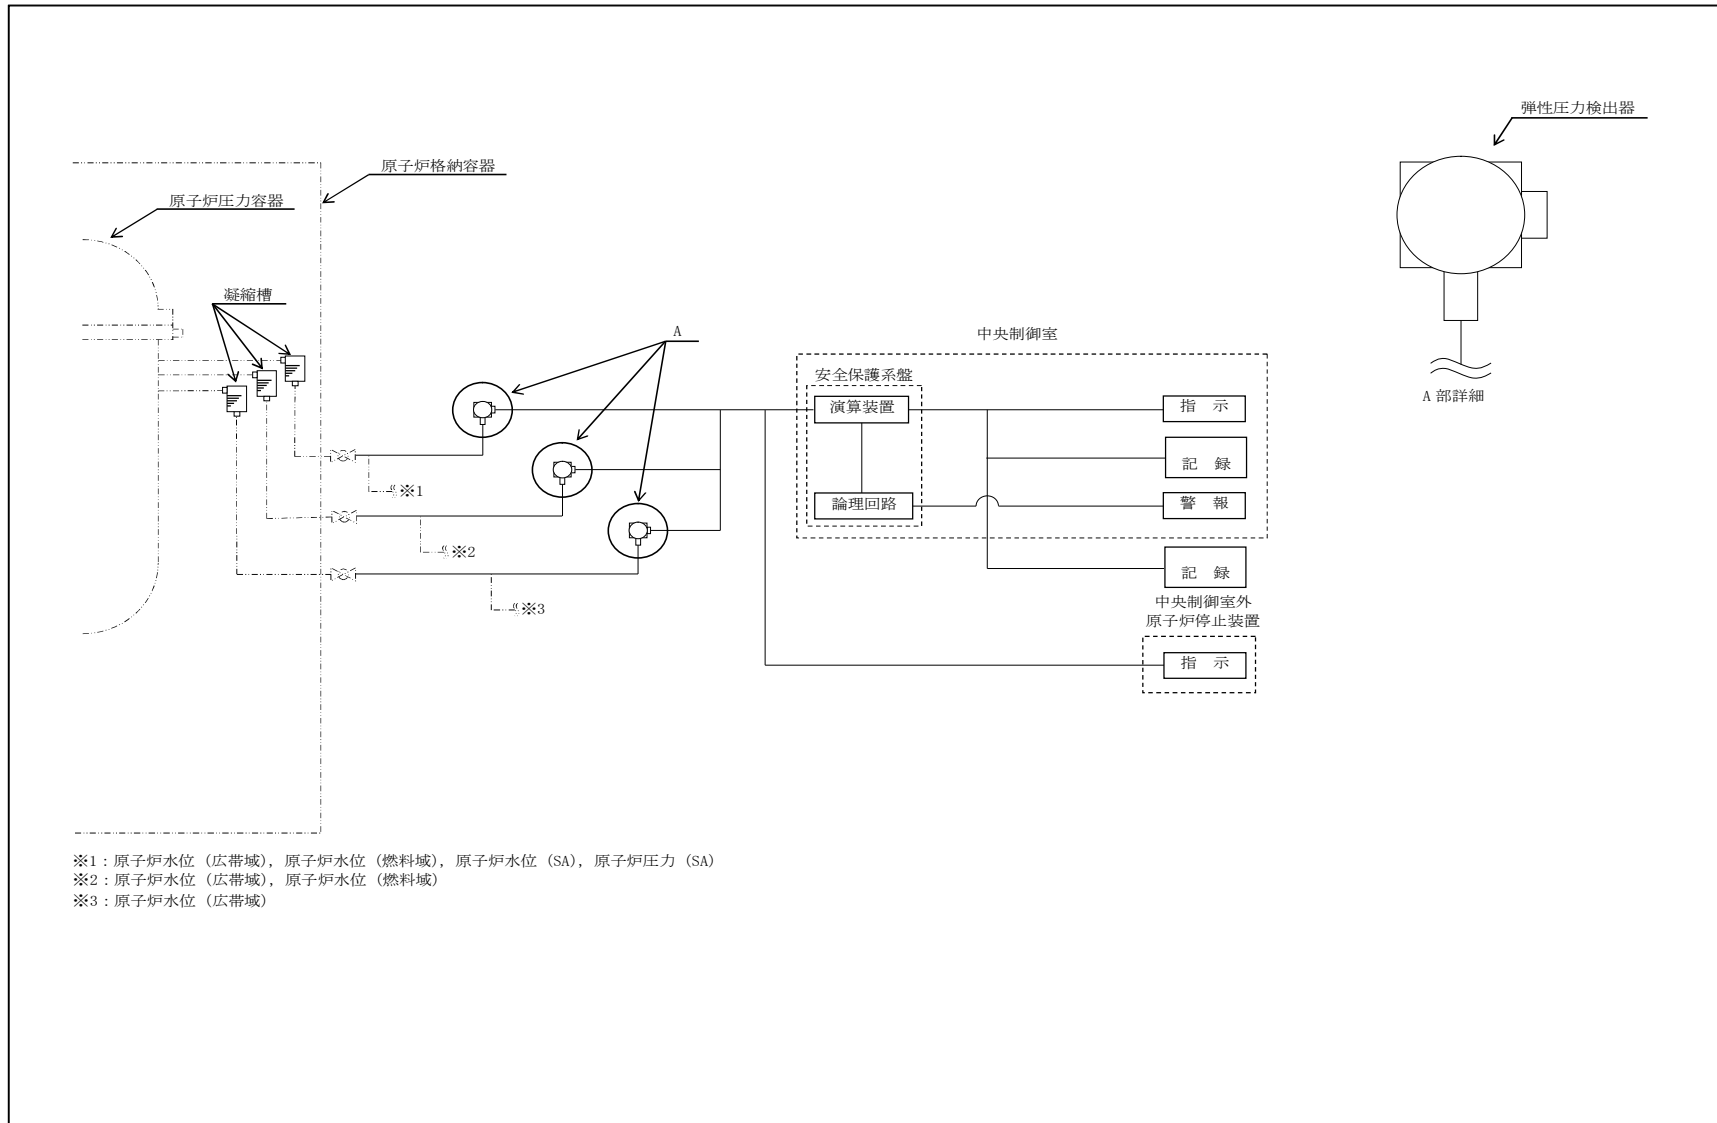 弾性圧力検出器
原子炉格納容器
原子炉圧力容器
凝縮槽
A
中央制御室
安全保護系盤
演算装置
指 示
A 部詳細
記 録
論理回路
警 報
※1
※2
※3
記 録
中央制御室外
原子炉停止装置
指 示
※1：原子炉水位（広帯域），原子炉水位（燃料域），原子炉水位（SA），原子炉圧力（SA）
※2：原子炉水位（広帯域），原子炉水位（燃料域）
※3：原子炉水位（広帯域）